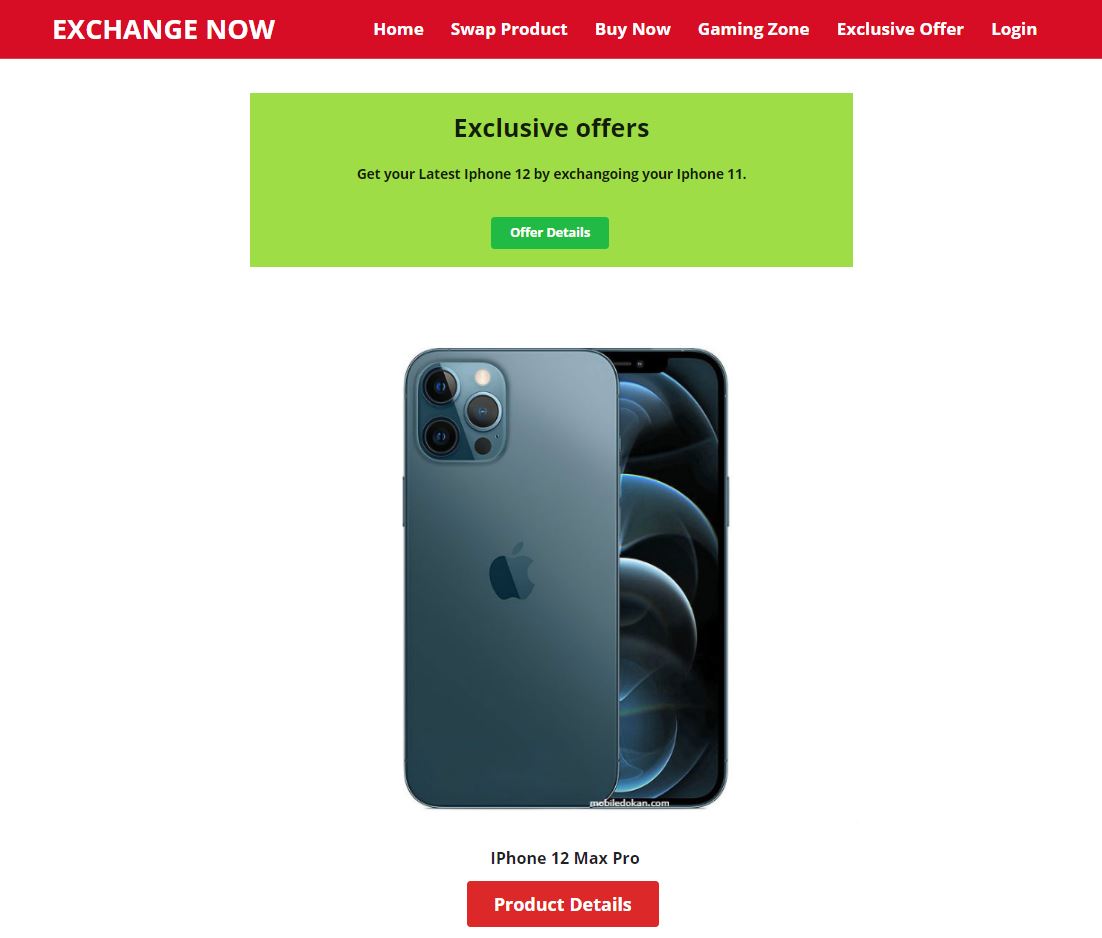 EXCHANGE NOW
Home Swap Product Buy Now Gaming Zone Exclusive Offer Login
Exclusive offers
Get your Latest Iphone 12 by exchangoing your Iphone 11.
Offer Details
mobiledokan.com
IPhone 12 Max Pro
Product Details